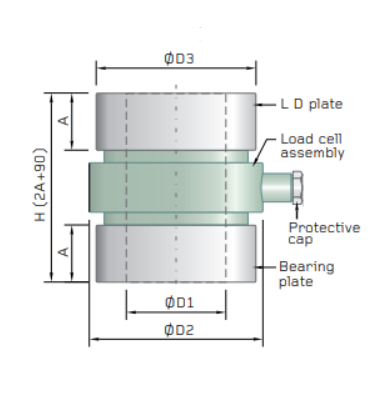 ØD3
L D plate
A
Load cell
assembly
H (2A+90)
Protective
cap
A
Bearing
plate
ØD1
ØD2